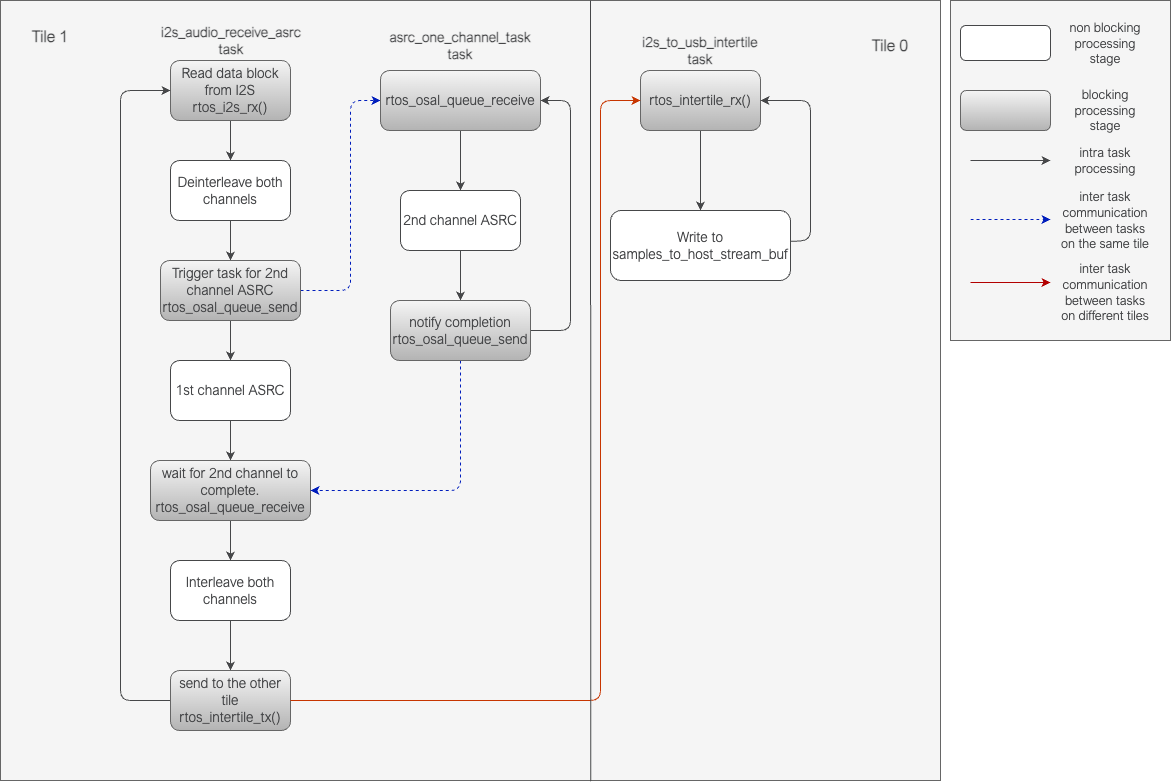 Tile 1
i2s_audio_receive_asrc
task
Read data block
from I2S
rtos_i2s_rx()
Deinterleave both
channels
Trigger task for 2nd
channel ASRC
rtos_osal_queue_send
1st channel ASRC
wait for 2nd channel to
complete.
rtos_osal_queue_receive
Interleave both
channels
send to the other
tile
rtos_intertile_tx()
asrc_one_channel_task
task
rtos_osal_queue_receive
2nd channel ASRC
notify completion
rtos_osal_queue_send
Tile 0
i2s_to_usb_intertile
task
rtos_intertile_rx()
Write to
samples_to_host_stream_buf
non blocking
processing
stage
blocking
processing
stage
intra task
processing
inter task
communication
between tasks
on the same tile
inter task
communication
between tasks
on different tiles